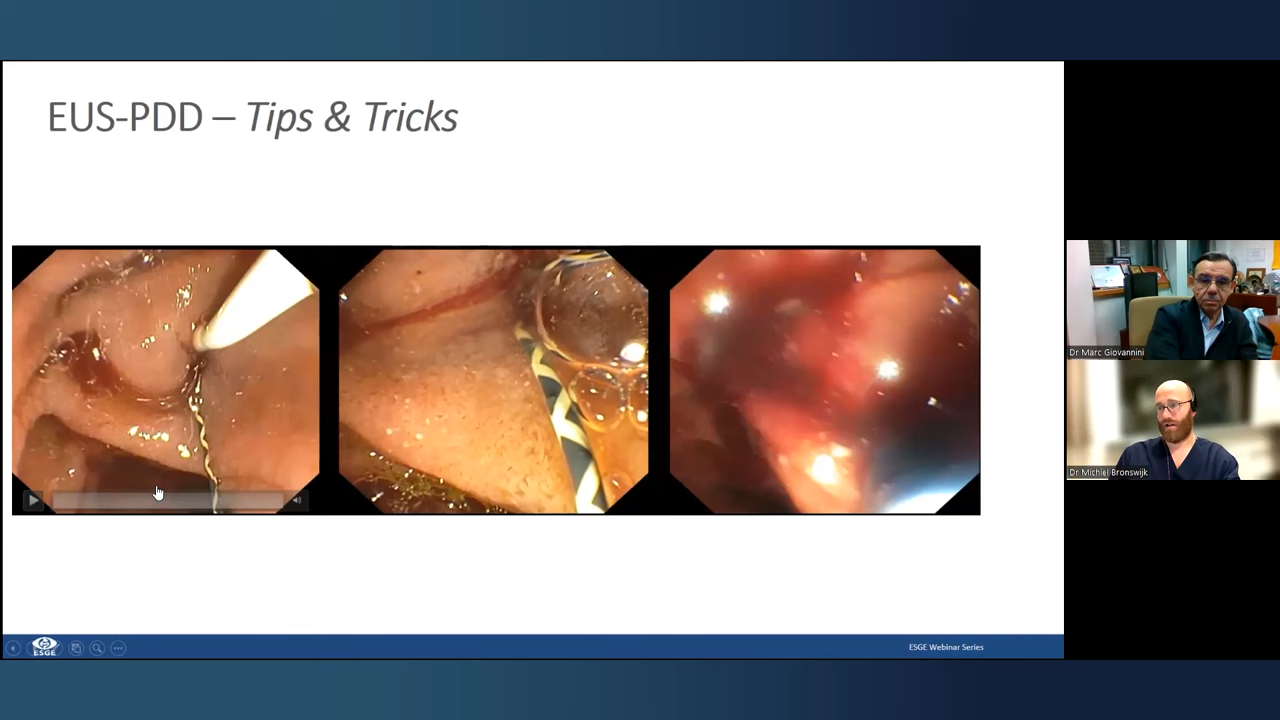 EUS-PDD – Tips & Tricks
Dr Marc Giovannini
Dr Michiel Bronswijk
ESGE
ESGE Webinar Series